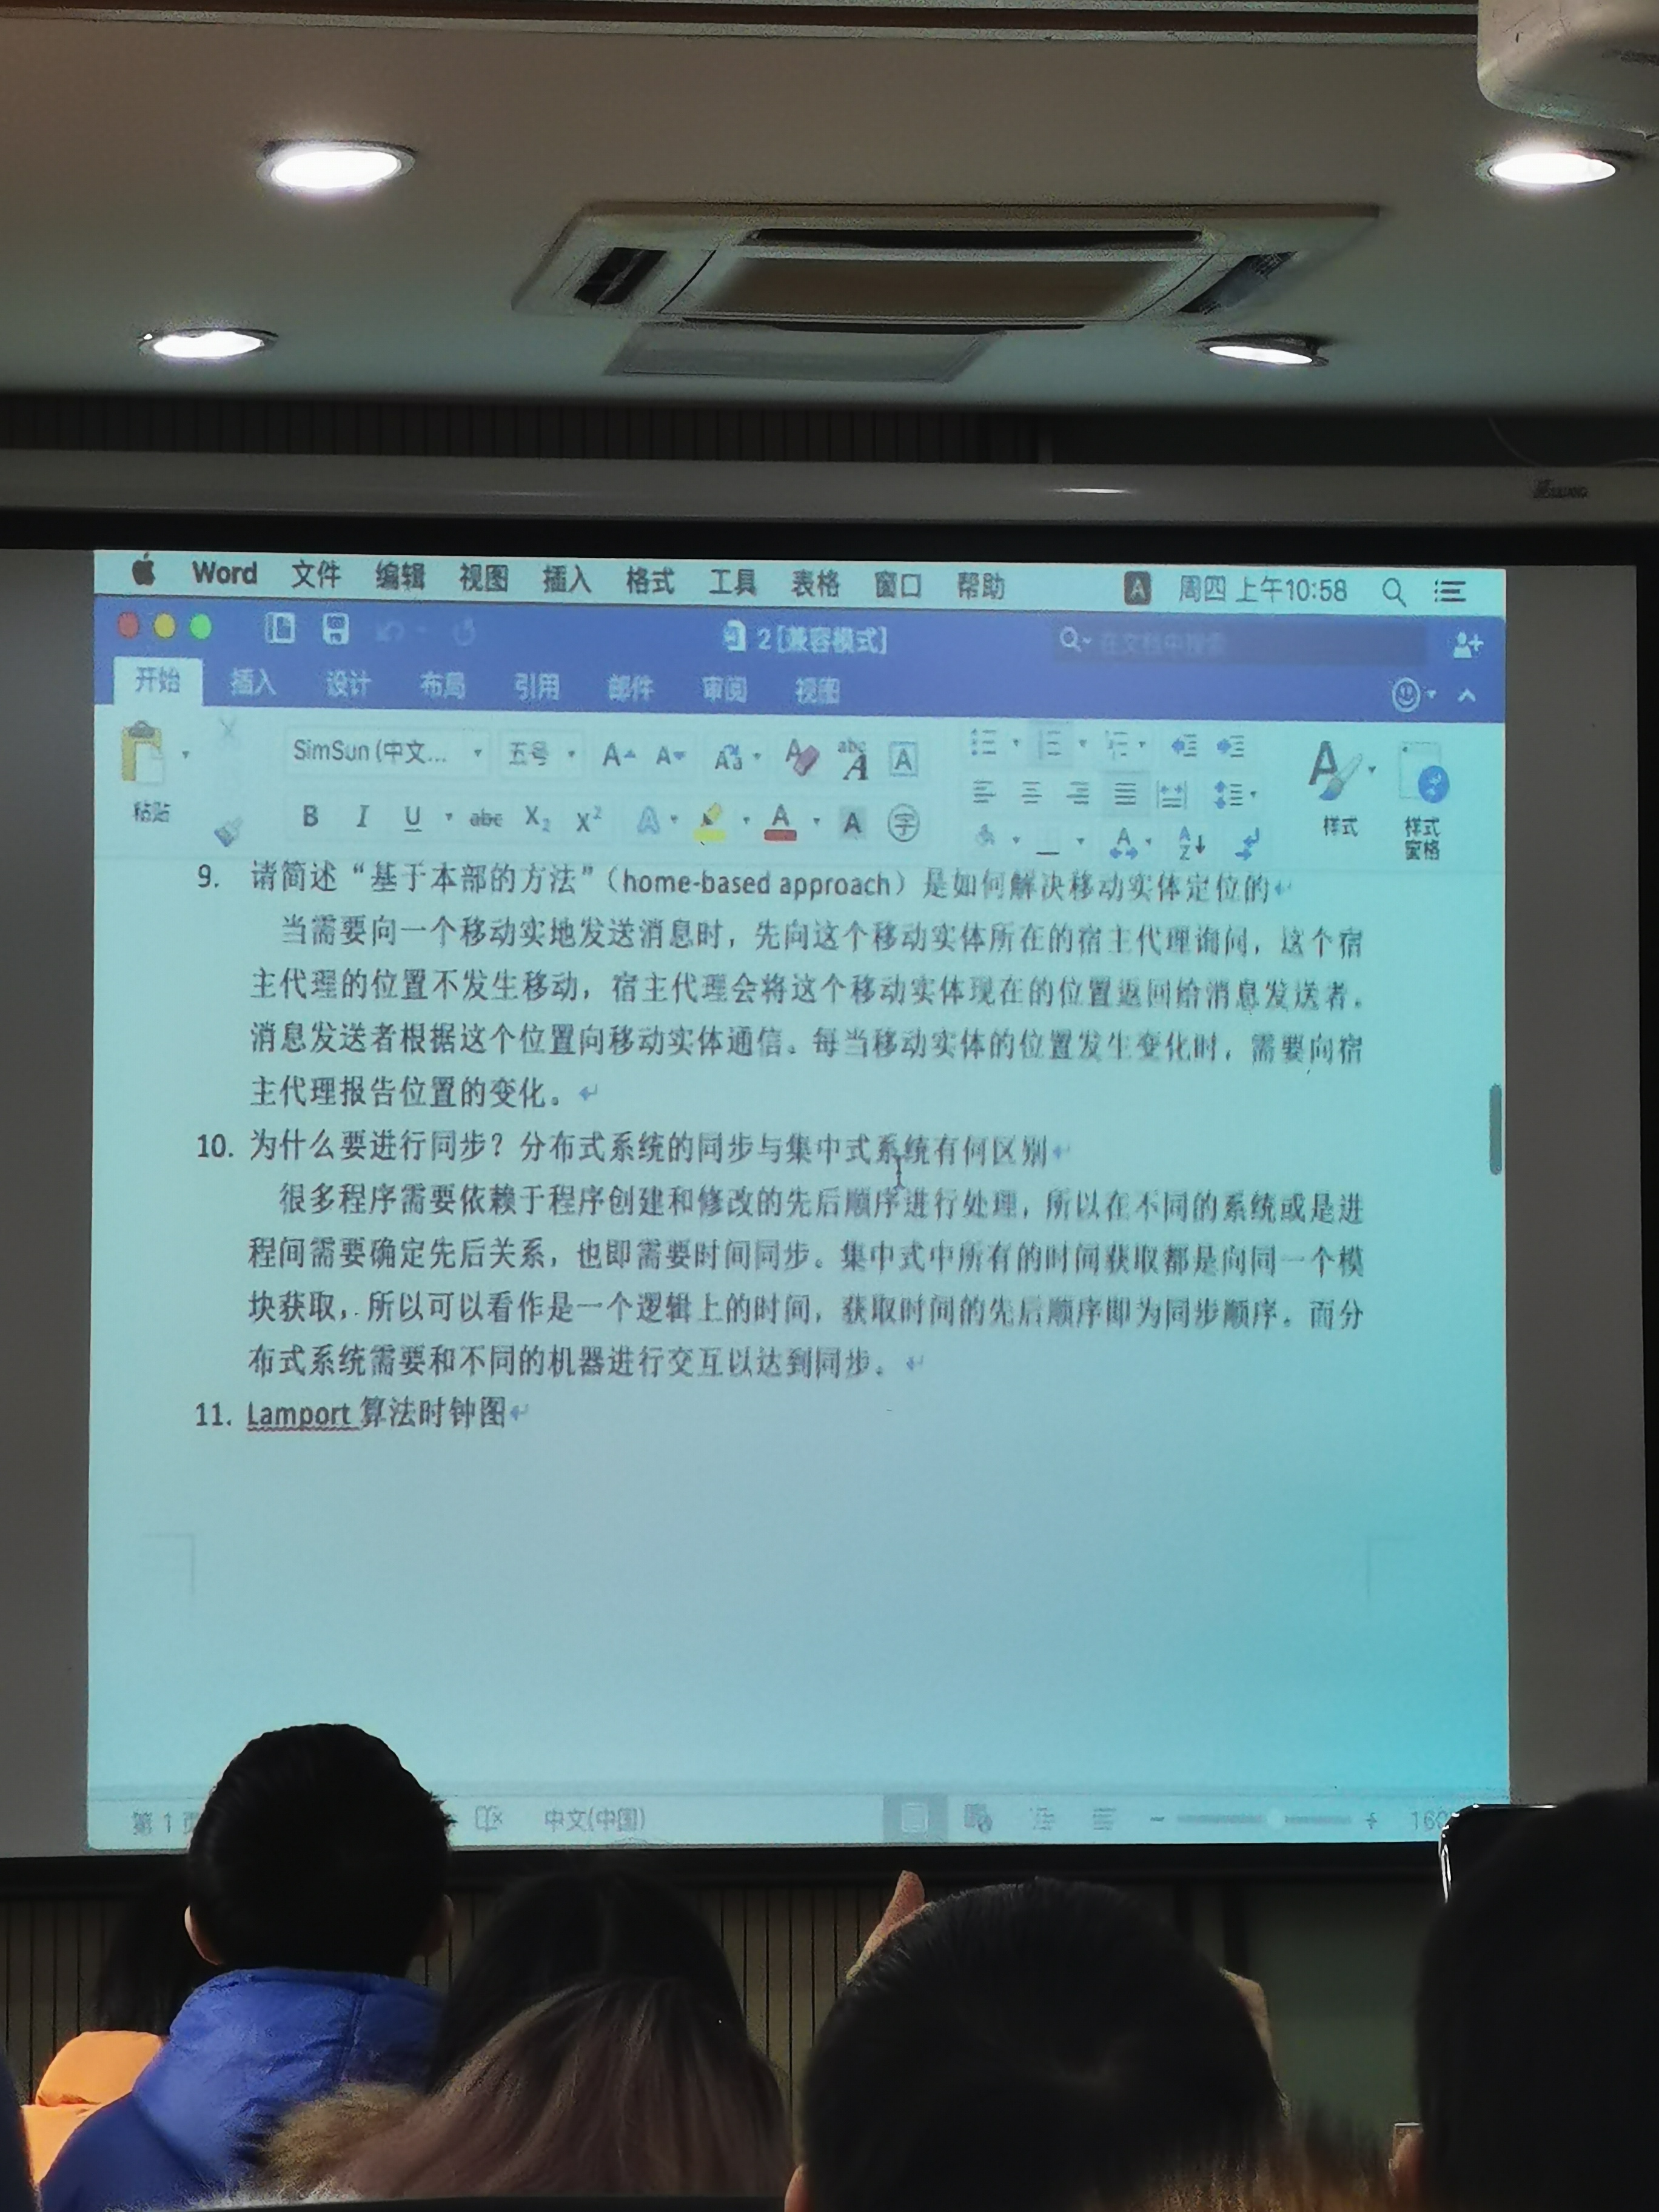 Word 文件 编辑 视图 插入 格式 工具 表格 窗口 帮助 A 周四 上午10:58
2 [兼容模式] 在文档中搜索
开始 插入 设计 布局 引用 邮件 审阅 视图
SimSun (中文... 五号
粘贴 样式 样式
窗格
9. 请简述“基于本部的方法”（home-based approach）是如何解决移动实体定位的
当需要向一个移动实地发送消息时，先向这个移动实体所在的宿主代理询问，这个宿
主代理的位置不发生移动，宿主代理会将这个移动实体现在的位置返回给消息发送者。
消息发送者根据这个位置向移动实体通信。每当移动实体的位置发生变化时，需要向宿
主代理报告位置的变化。
10. 为什么要进行同步？分布式系统的同步与集中式系统有何区别
很多程序需要依赖于程序创建和修改的先后顺序进行处理，所以在不同的系统或是进
程间需要确定先后关系，也即需要时间同步。集中式中所有的时间获取都是向同一个模
块获取，所以可以看作是一个逻辑上的时间，获取时间的先后顺序即为同步顺序。而分
布式系统需要和不同的机器进行交互以达到同步。
11. Lamport 算法时钟图
第 1 页 中文(中国) 160